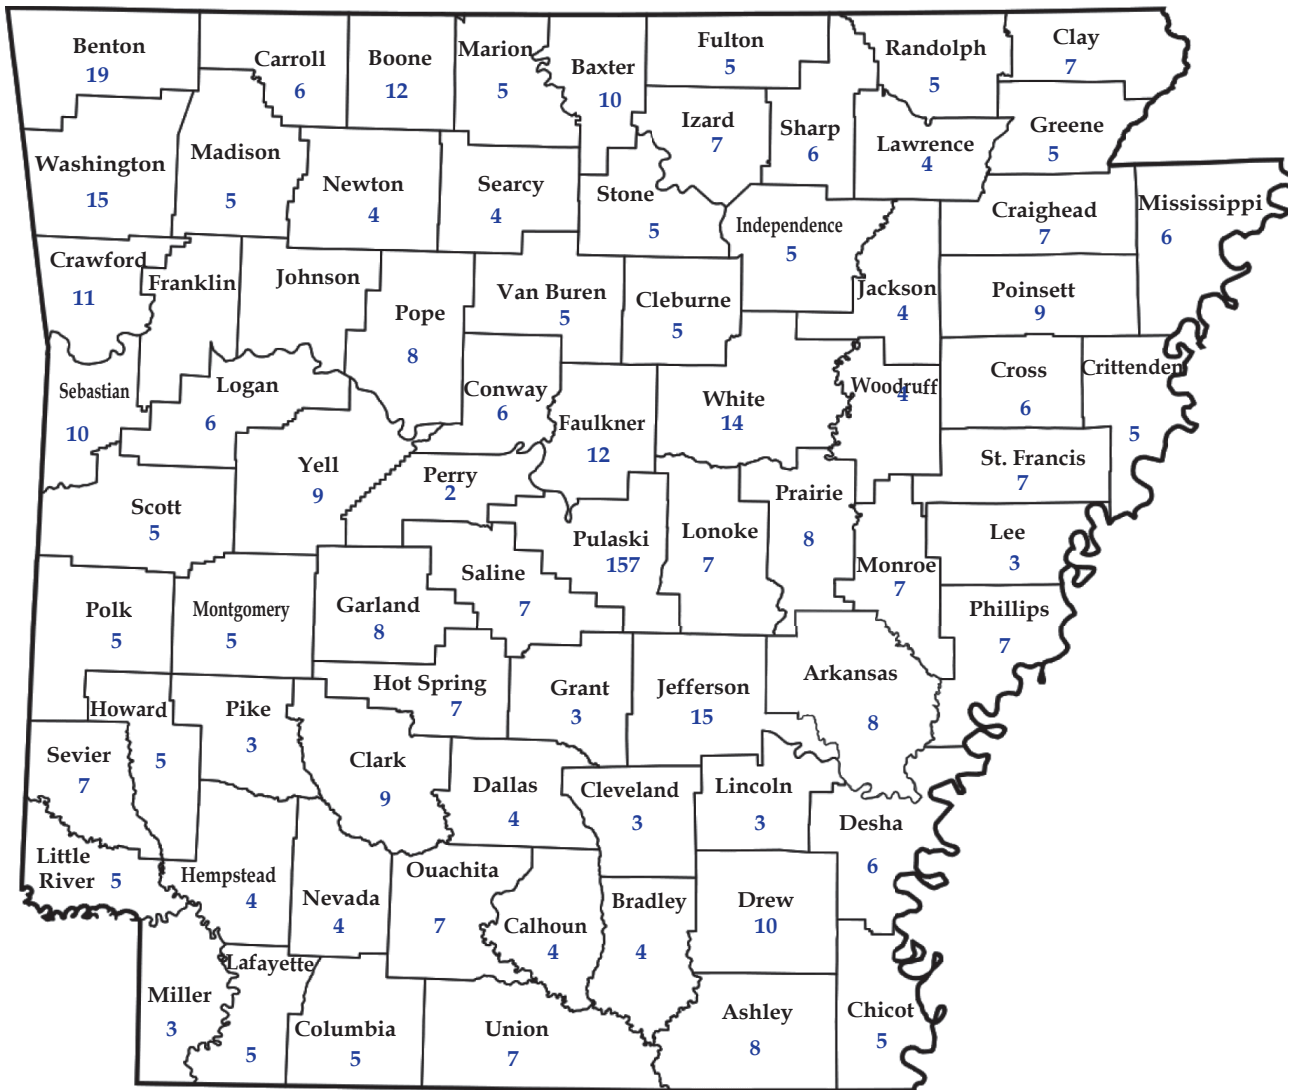 Benton
19
Carroll
6
Boone
12
Marion
5
Baxter
10
Fulton
5
Randolph
5
Clay
7
Washington
15
Madison
5
Newton
4
Searcy
4
Stone
5
Izard
7
Sharp
6
Lawrence
4
Greene
5
Independence
5
Craighead
7
Mississippi
6
Crawford
11
Franklin
Johnson
Pope
8
Van Buren
5
Cleburne
5
Jackson
4
Poinsett
9
Sebastian
10
Logan
6
Conway
6
Faulkner
12
White
14
Woodruff
4
Cross
6
Crittenden
5
Yell
9
Perry
2
St. Francis
7
Scott
5
Pulaski
157
Lonoke
7
Prairie
8
Monroe
7
Lee
3
Saline
7
Polk
5
Montgomery
5
Garland
8
Phillips
7
Hot Spring
7
Grant
3
Jefferson
15
Arkansas
8
Howard
5
Pike
3
Sevier
7
Clark
9
Dallas
4
Cleveland
3
Lincoln
3
Desha
6
Little
River 5
Hempstead
4
Nevada
4
Ouachita
7
Calhoun
4
Bradley
4
Drew
10
Lafayette
5
Miller
3
Columbia
5
Union
7
Ashley
8
Chicot
5